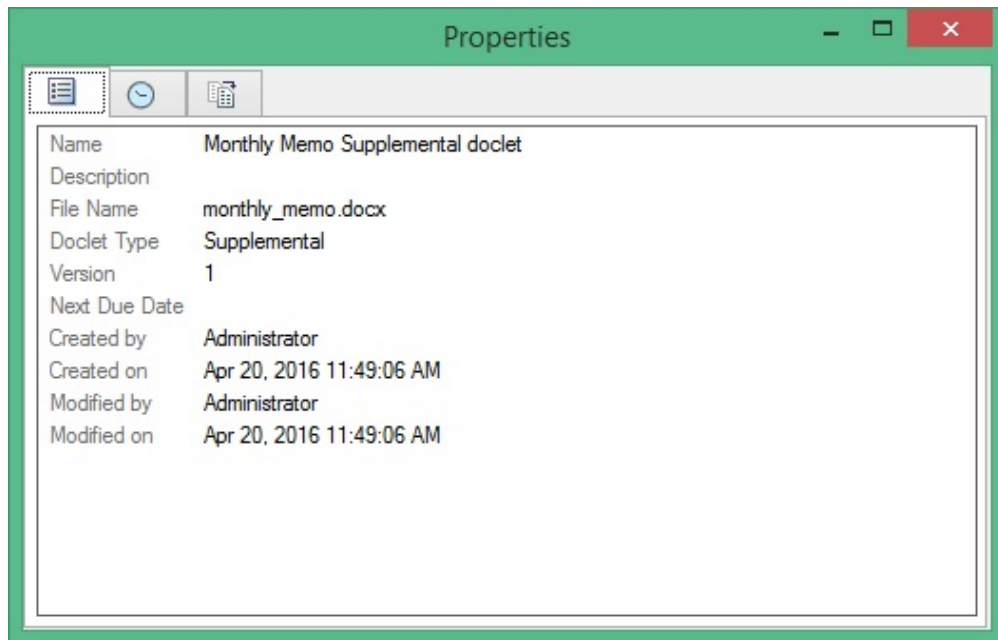 Properties
Name Monthly Memo Supplemental doclet
Description
File Name monthly_memo.docx
Doclet Type Supplemental
Version 1
Next Due Date
Created by Administrator
Created on Apr 20, 2016 11:49:06 AM
Modified by Administrator
Modified on Apr 20, 2016 11:49:06 AM